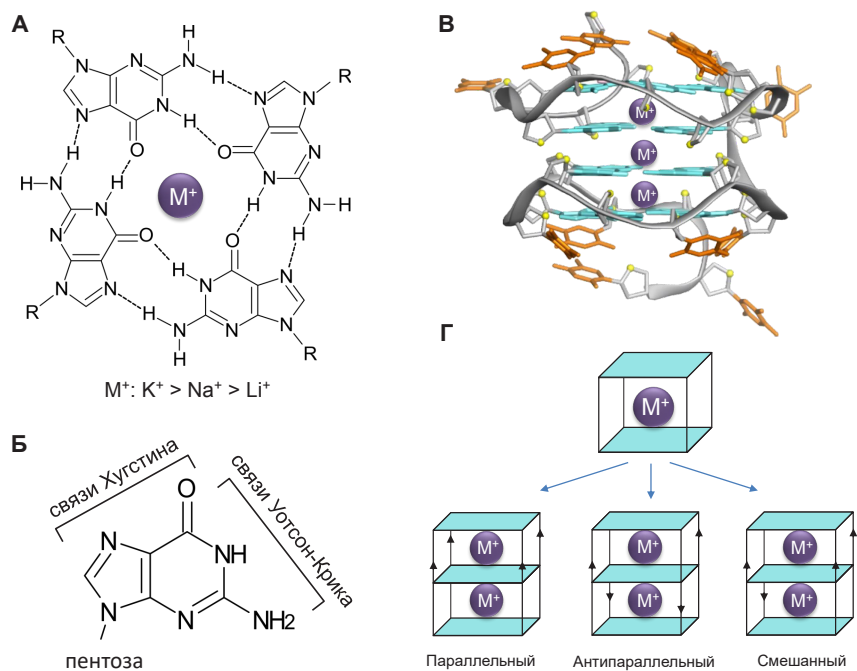 А
R
N
N
N
N
H
H
N
H
O
N
R
N
N
O
N
N
H
N
H
H
H
H
H
N
N
N
O
N
N
R
M⁺
O
H
N
N
H
H
N
N
N
R
M⁺: K⁺ > Na⁺ > Li⁺
Б
связи Хугстина
связи Уотсон-Крика
O
N
NH
N
N
NH2
пентоза
В
M⁺
M⁺
M⁺
Г
M⁺
M⁺
M⁺
M⁺
M⁺
M⁺
M⁺
Параллельный
Антипараллельный
Смешанный